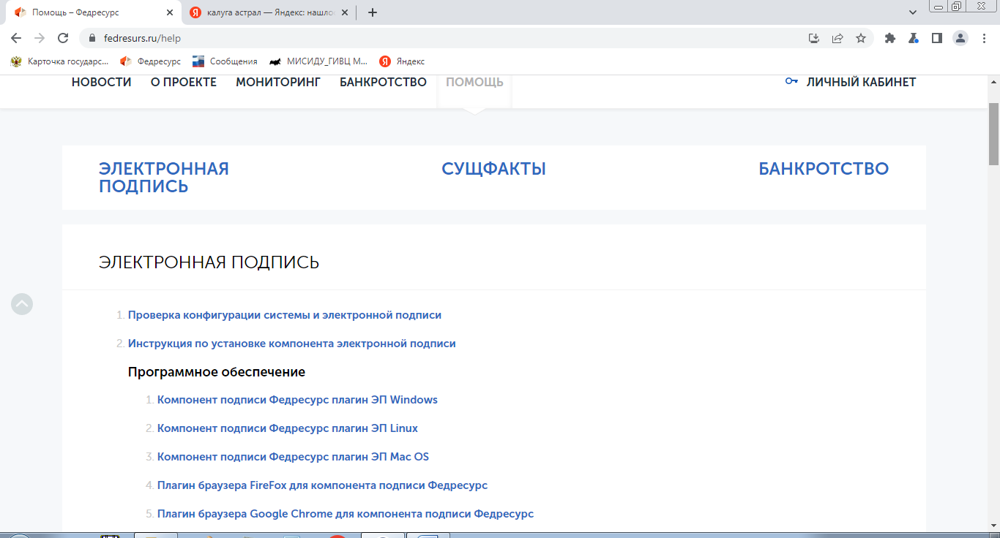 Помощь – Федресурс
калуга астрал — Яндекс: нашло
fedresurs.ru/help
Карточка государс...
Федресурс
Сообщения
МИСИДУ_ГИВЦ М...
Яндекс
НОВОСТИ
О ПРОЕКТЕ
МОНИТОРИНГ
БАНКРОТСТВО
ПОМОЩЬ
ЛИЧНЫЙ КАБИНЕТ
ЭЛЕКТРОННАЯ
ПОДПИСЬ
СУЩФАКТЫ
БАНКРОТСТВО
ЭЛЕКТРОННАЯ ПОДПИСЬ
1. Проверка конфигурации системы и электронной подписи
2. Инструкция по установке компонента электронной подписи
Программное обеспечение
1. Компонент подписи Федресурс плагин ЭП Windows
2. Компонент подписи Федресурс плагин ЭП Linux
3. Компонент подписи Федресурс плагин ЭП Mac OS
4. Плагин браузера FireFox для компонента подписи Федресурс
5. Плагин браузера Google Chrome для компонента подписи Федресурс